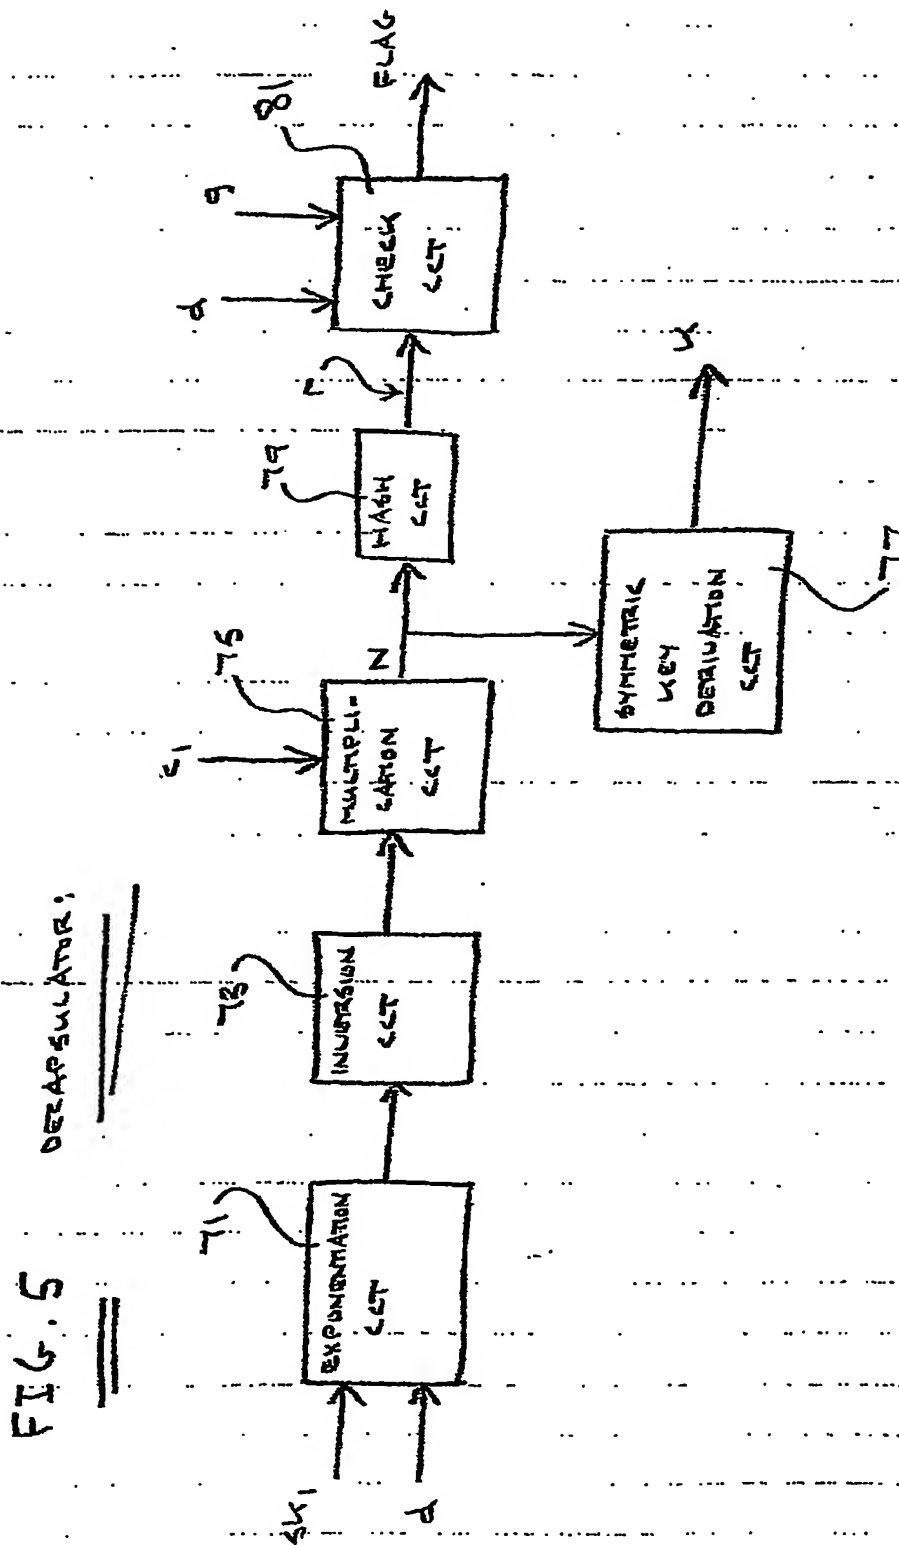 FIG. 5
DECAPSULATOR:
sk1
d
71
EXPONENTIATION
CCT
73
INVERSION
CCT
c1
75
MULTIPLI-
CATION
CCT
N
79
HASH
CCT
r
d
g
81
CHECK
CCT
FLAG
SYMMETRIC
KEY
DERIVATION
CCT
77
K